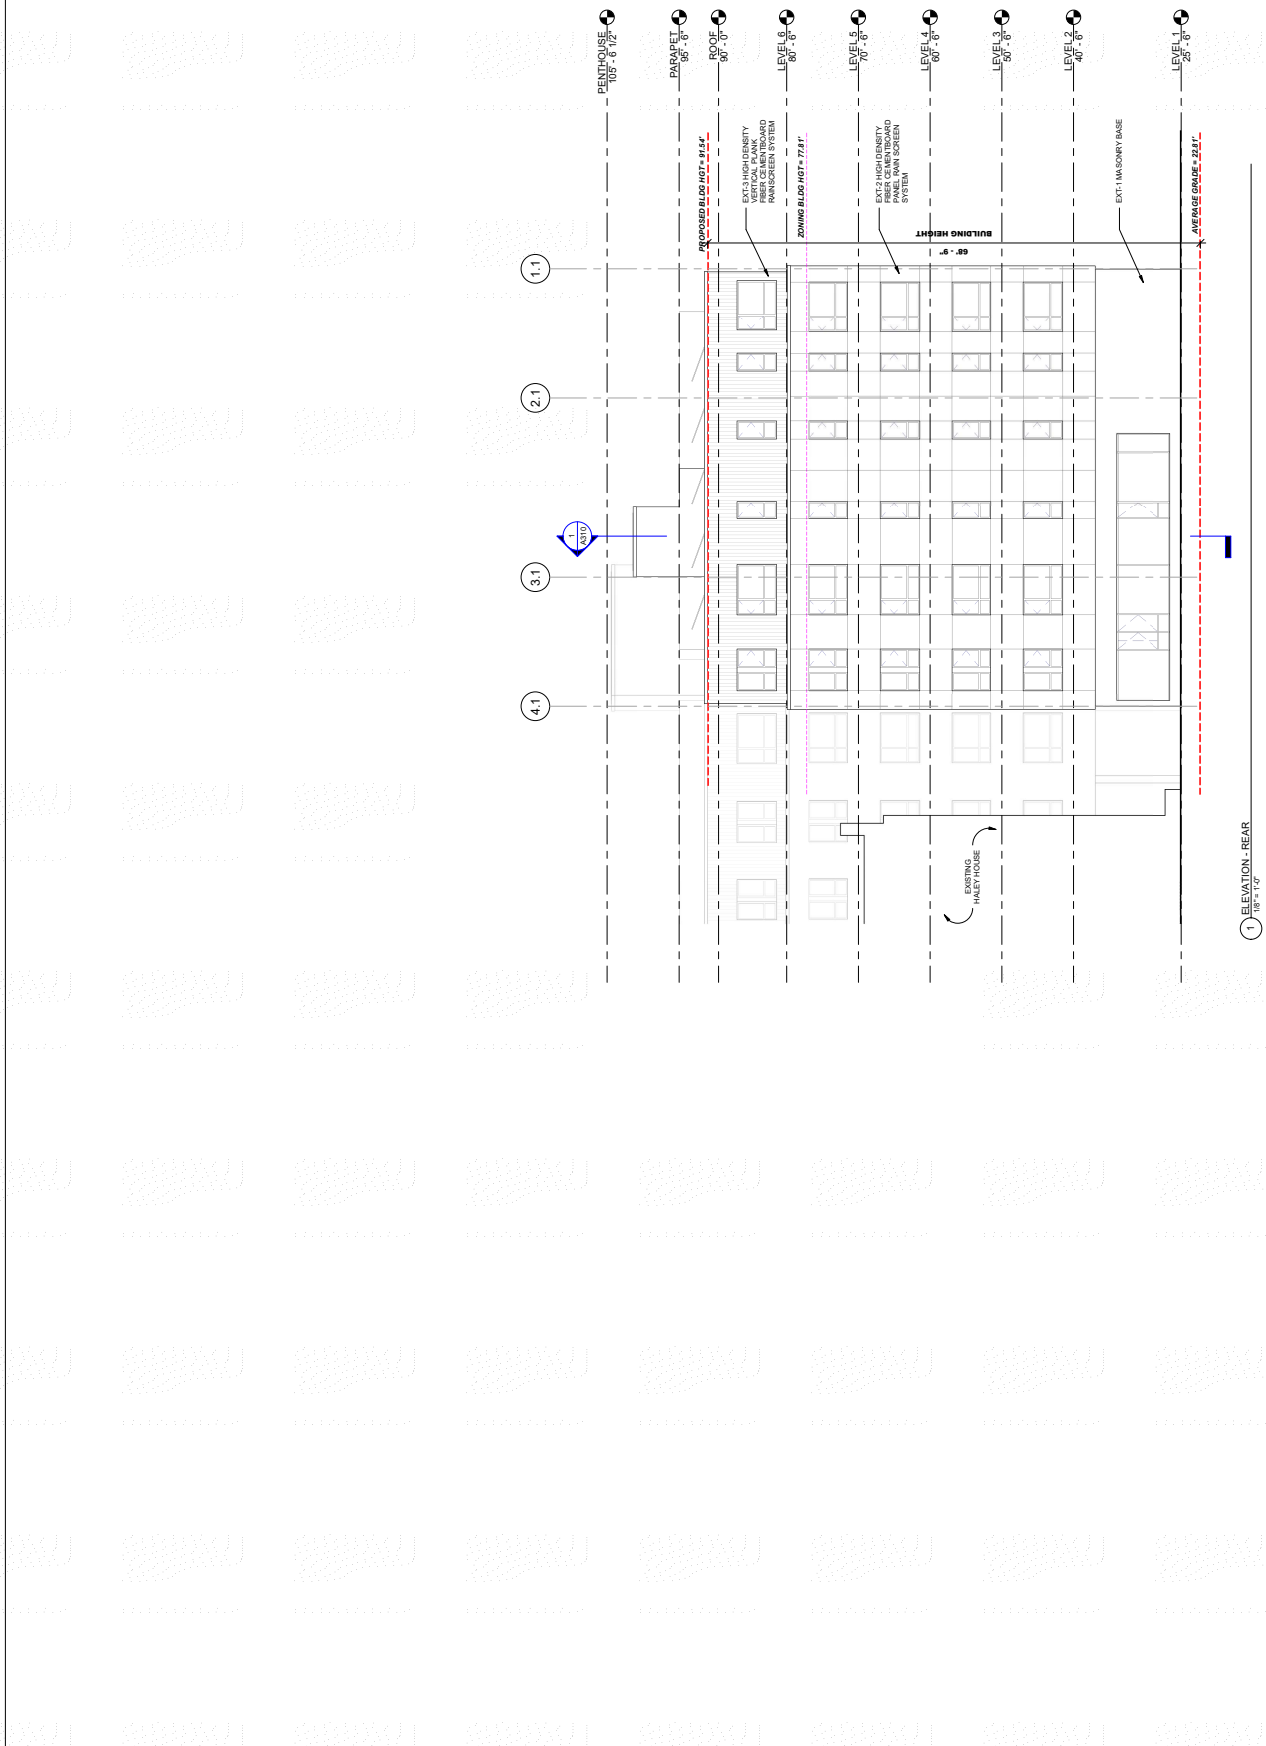 PENTHOUSE
105' - 6 1/2"
PARAPET
95' - 6"
ROOF
90' - 0"
LEVEL 6
80' - 6"
LEVEL 5
70' - 6"
LEVEL 4
60' - 6"
LEVEL 3
50' - 6"
LEVEL 2
40' - 6"
LEVEL 1
25' - 6"
PROPOSED BLDG HGT = 91.54'
EXT-3 HIGH DENSITY
VERTICAL PLANK
FIBER CEMENTBOARD
RAINSCREEN SYSTEM
ZONING BLDG HGT = 77.81'
EXT-2 HIGH DENSITY
FIBER CEMENTBOARD
PANEL RAIN SCREEN
SYSTEM
EXT-1 MASONRY BASE
AVERAGE GRADE = 22.81'
BUILDING HEIGHT
68' - 9"
1.1
2.1
3.1
4.1
1
A310
EXISTING
HALEY HOUSE
1
ELEVATION - REAR
1/8" = 1'-0"